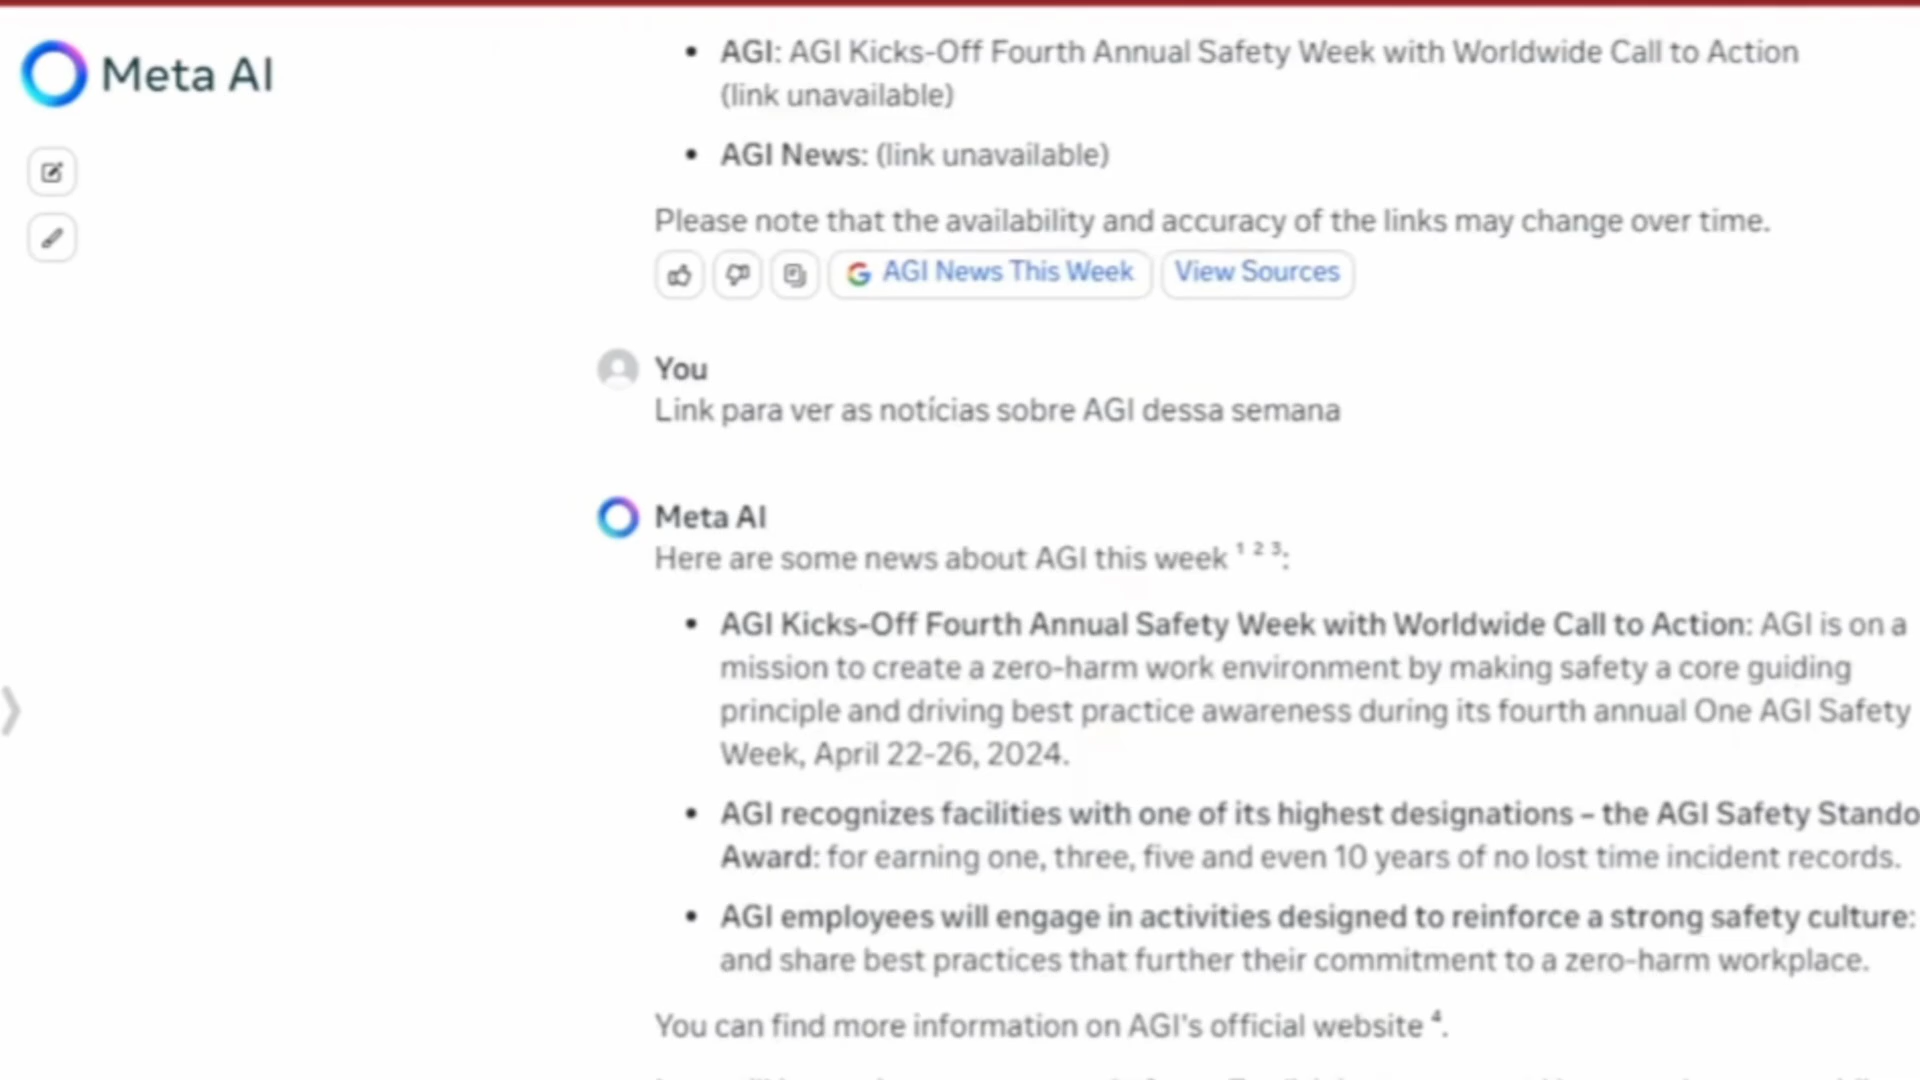 Meta AI
AGI: AGI Kicks-Off Fourth Annual Safety Week with Worldwide Call to Action
(link unavailable)
AGI News: (link unavailable)
Please note that the availability and accuracy of the links may change over time.
AGI News This Week View Sources
You
Link para ver as notícias sobre AGI dessa semana
Meta AI
Here are some news about AGI this week ¹ ² ³:
AGI Kicks-Off Fourth Annual Safety Week with Worldwide Call to Action: AGI is on a
mission to create a zero-harm work environment by making safety a core guiding
principle and driving best practice awareness during its fourth annual One AGI Safety
Week, April 22-26, 2024.
AGI recognizes facilities with one of its highest designations – the AGI Safety Stando
Award: for earning one, three, five and even 10 years of no lost time incident records.
AGI employees will engage in activities designed to reinforce a strong safety culture:
and share best practices that further their commitment to a zero-harm workplace.
You can find more information on AGI's official website ⁴.